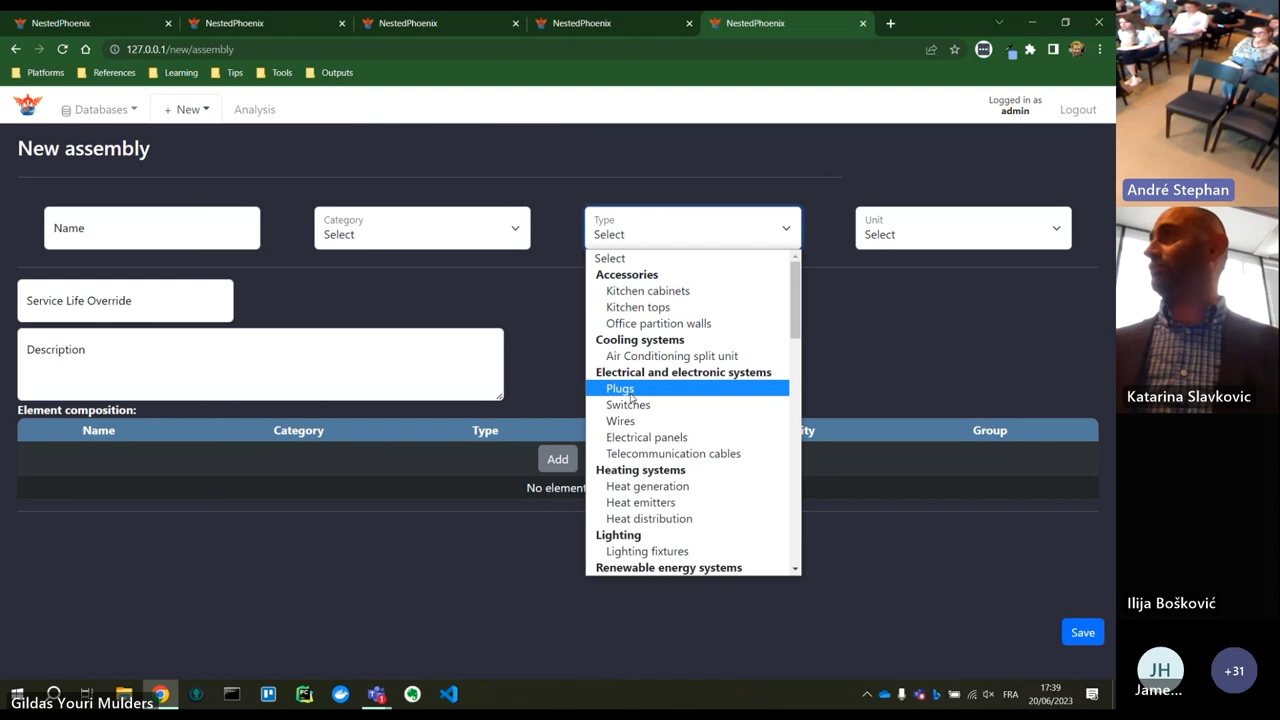 NestedPhoenix
NestedPhoenix
NestedPhoenix
NestedPhoenix
NestedPhoenix
127.0.0.1/new/assembly
Platforms
References
Learning
Tips
Tools
Outputs
Databases
+ New
Analysis
Logged in as
admin
Logout
New assembly
Name
Category
Select
Type
Select
Unit
Select
Select
Accessories
Kitchen cabinets
Kitchen tops
Office partition walls
Cooling systems
Air Conditioning split unit
Electrical and electronic systems
Plugs
Switches
Wires
Electrical panels
Telecommunication cables
Heating systems
Heat generation
Heat emitters
Heat distribution
Lighting
Lighting fixtures
Renewable energy systems
Service Life Override
Description
Element composition:
Name
Category
Type
ity
Group
Add
No element
Save
André Stephan
Katarina Slavkovic
Ilija Bošković
JH
Jame...
+31
Gildas Youri Mulders
FRA
17:39
20/06/2023